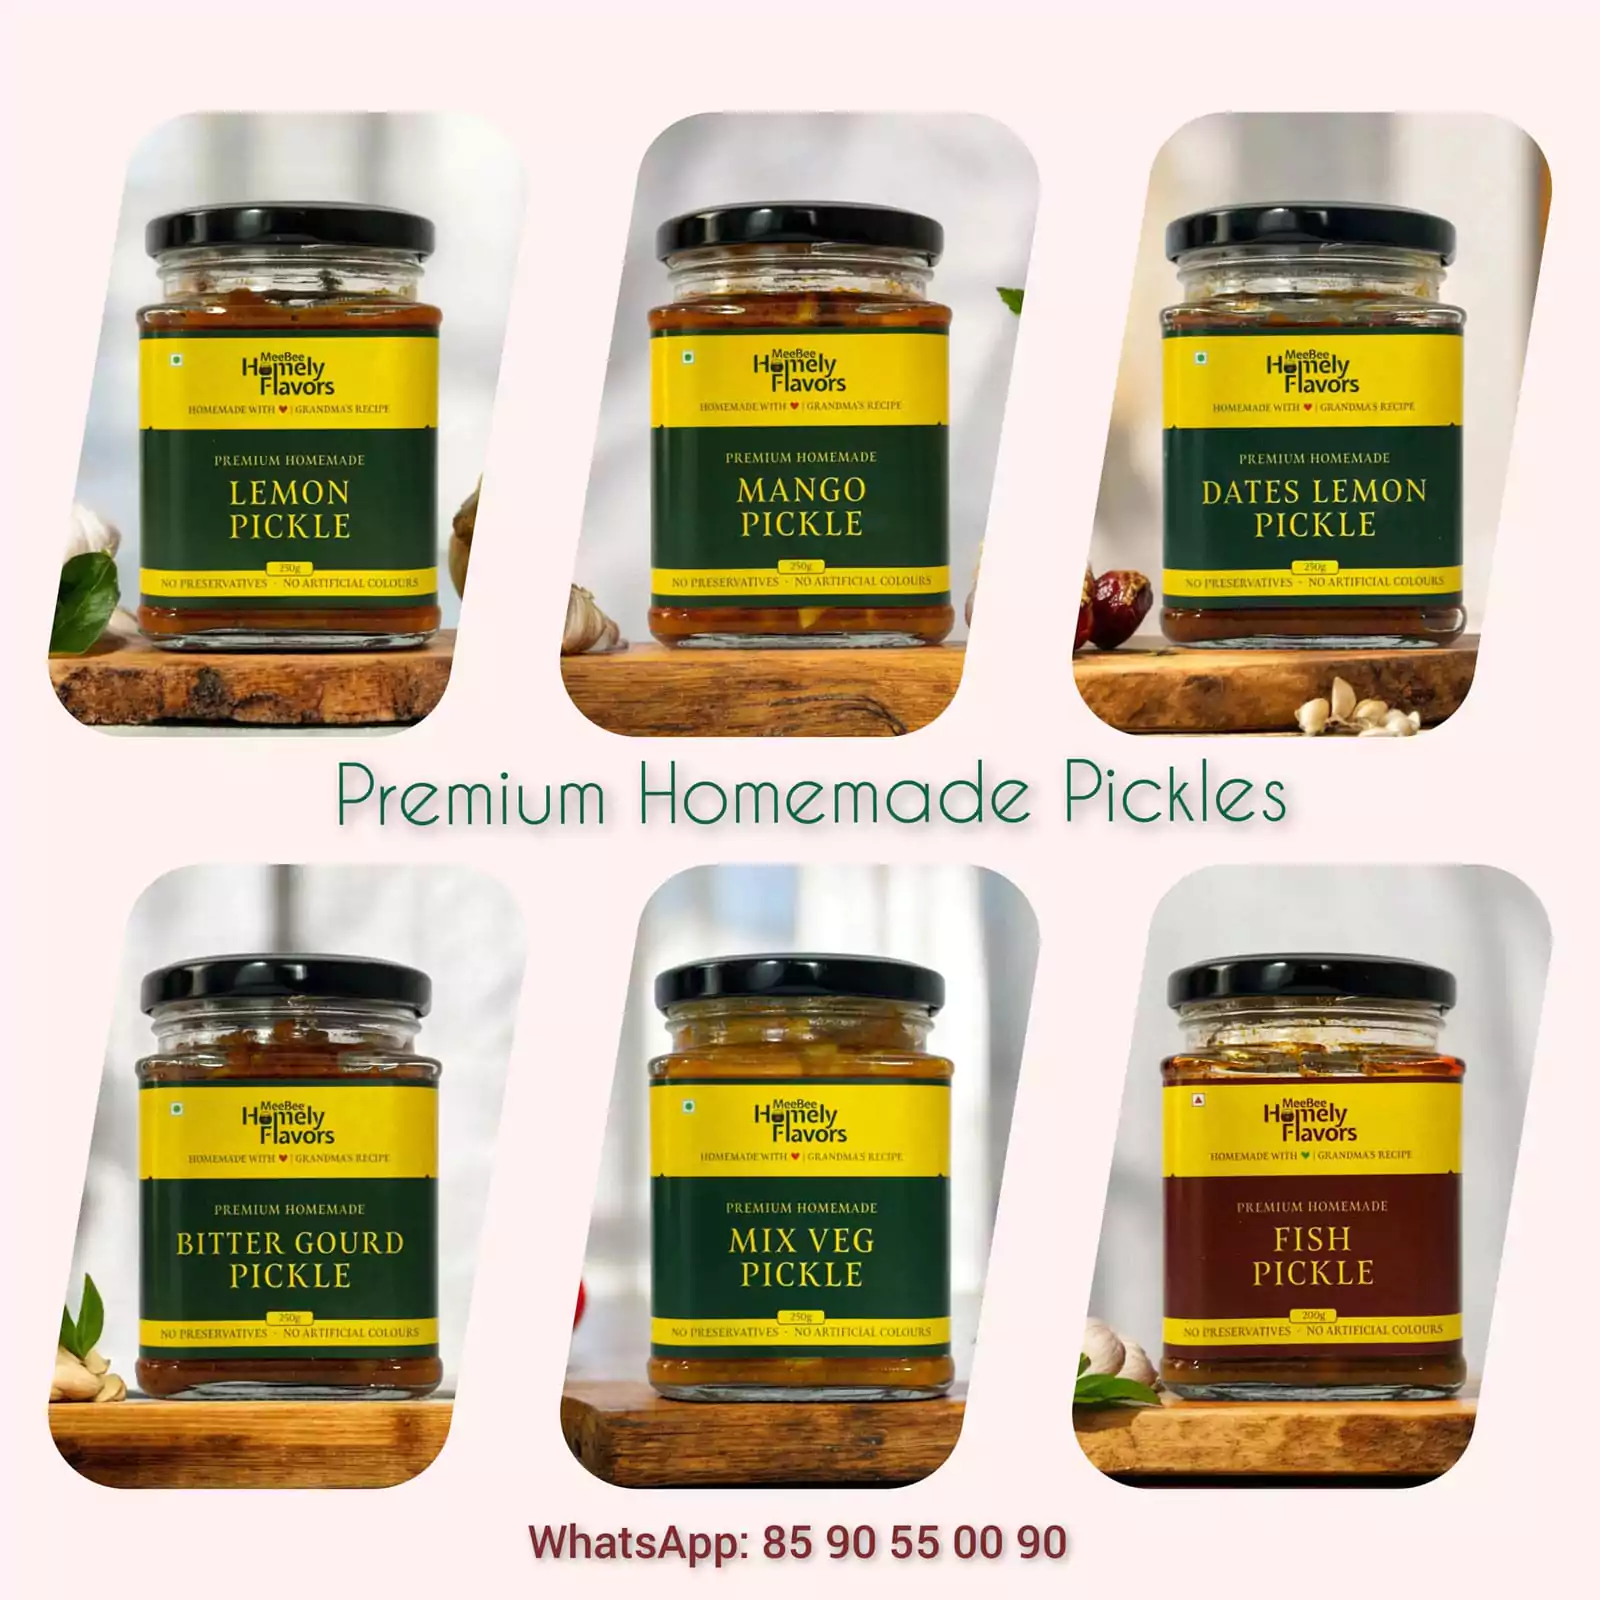 MeeBee
Homely
Flavors
HOMEMADE WITH ❤ | GRANDMA'S RECIPE
PREMIUM HOMEMADE
LEMON
PICKLE
250g
NO PRESERVATIVES - NO ARTIFICIAL COLOURS
MeeBee
Homely
Flavors
HOMEMADE WITH ❤ | GRANDMA'S RECIPE
PREMIUM HOMEMADE
MANGO
PICKLE
250g
NO PRESERVATIVES - NO ARTIFICIAL COLOURS
MeeBee
Homely
Flavors
HOMEMADE WITH ❤ | GRANDMA'S RECIPE
PREMIUM HOMEMADE
DATES LEMON
PICKLE
250g
NO PRESERVATIVES - NO ARTIFICIAL COLOURS
Premium Homemade Pickles
MeeBee
Homely
Flavors
HOMEMADE WITH ❤ | GRANDMA'S RECIPE
PREMIUM HOMEMADE
BITTER GOURD
PICKLE
250g
NO PRESERVATIVES - NO ARTIFICIAL COLOURS
MeeBee
Homely
Flavors
HOMEMADE WITH ❤ | GRANDMA'S RECIPE
PREMIUM HOMEMADE
MIX VEG
PICKLE
250g
NO PRESERVATIVES - NO ARTIFICIAL COLOURS
MeeBee
Homely
Flavors
HOMEMADE WITH 💚 | GRANDMA'S RECIPE
PREMIUM HOMEMADE
FISH
PICKLE
200g
NO PRESERVATIVES - NO ARTIFICIAL COLOURS
WhatsApp: 85 90 55 00 90